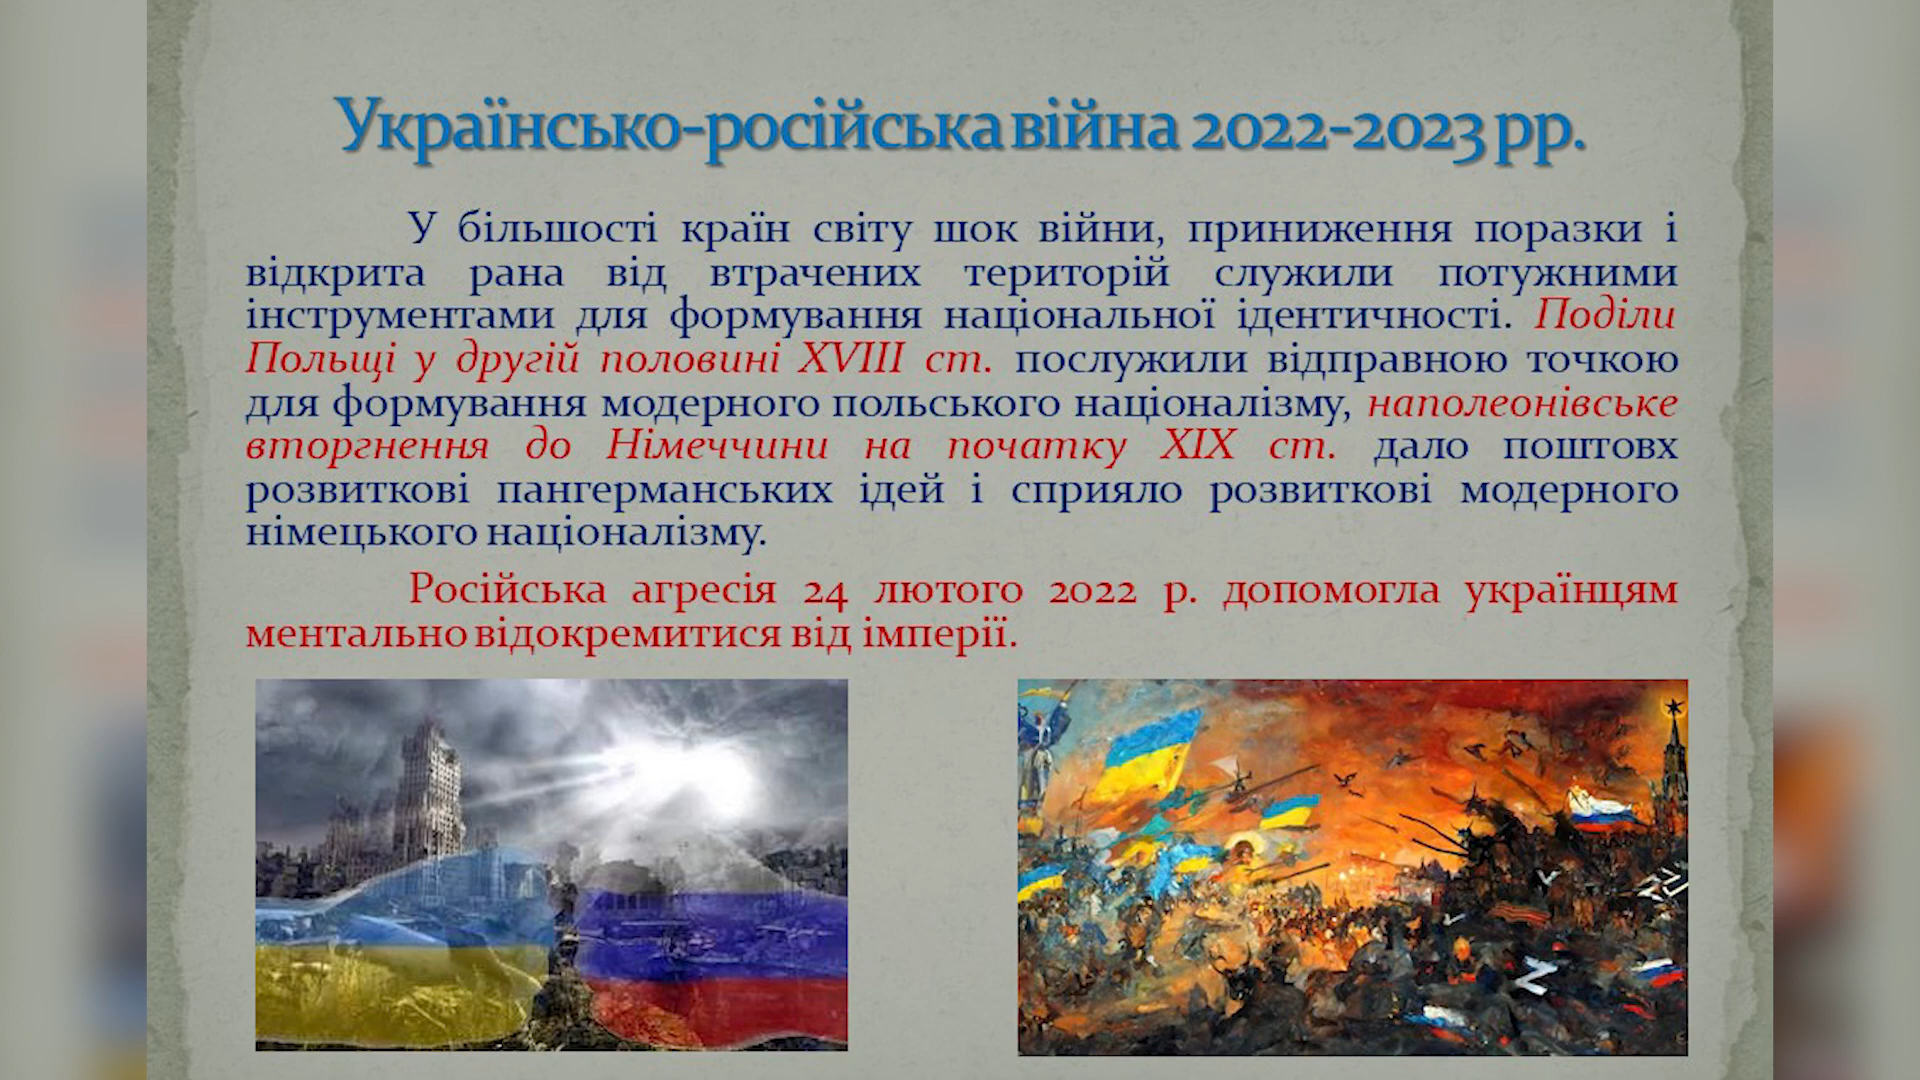 Українсько-російська війна 2022-2023 рр.
У більшості країн світу шок війни, приниження поразки і
відкрита рана від втрачених територій служили потужними
інструментами для формування національної ідентичності. Поділи
Польщі у другій половині XVIII ст. послужили відправною точкою
для формування модерного польського націоналізму, наполеонівське
вторгнення до Німеччини на початку XIX ст. дало поштовх
розвиткові пангерманських ідей і сприяло розвиткові модерного
німецького націоналізму.
Російська агресія 24 лютого 2022 р. допомогла українцям
ментально відокремитися від імперії.
Z